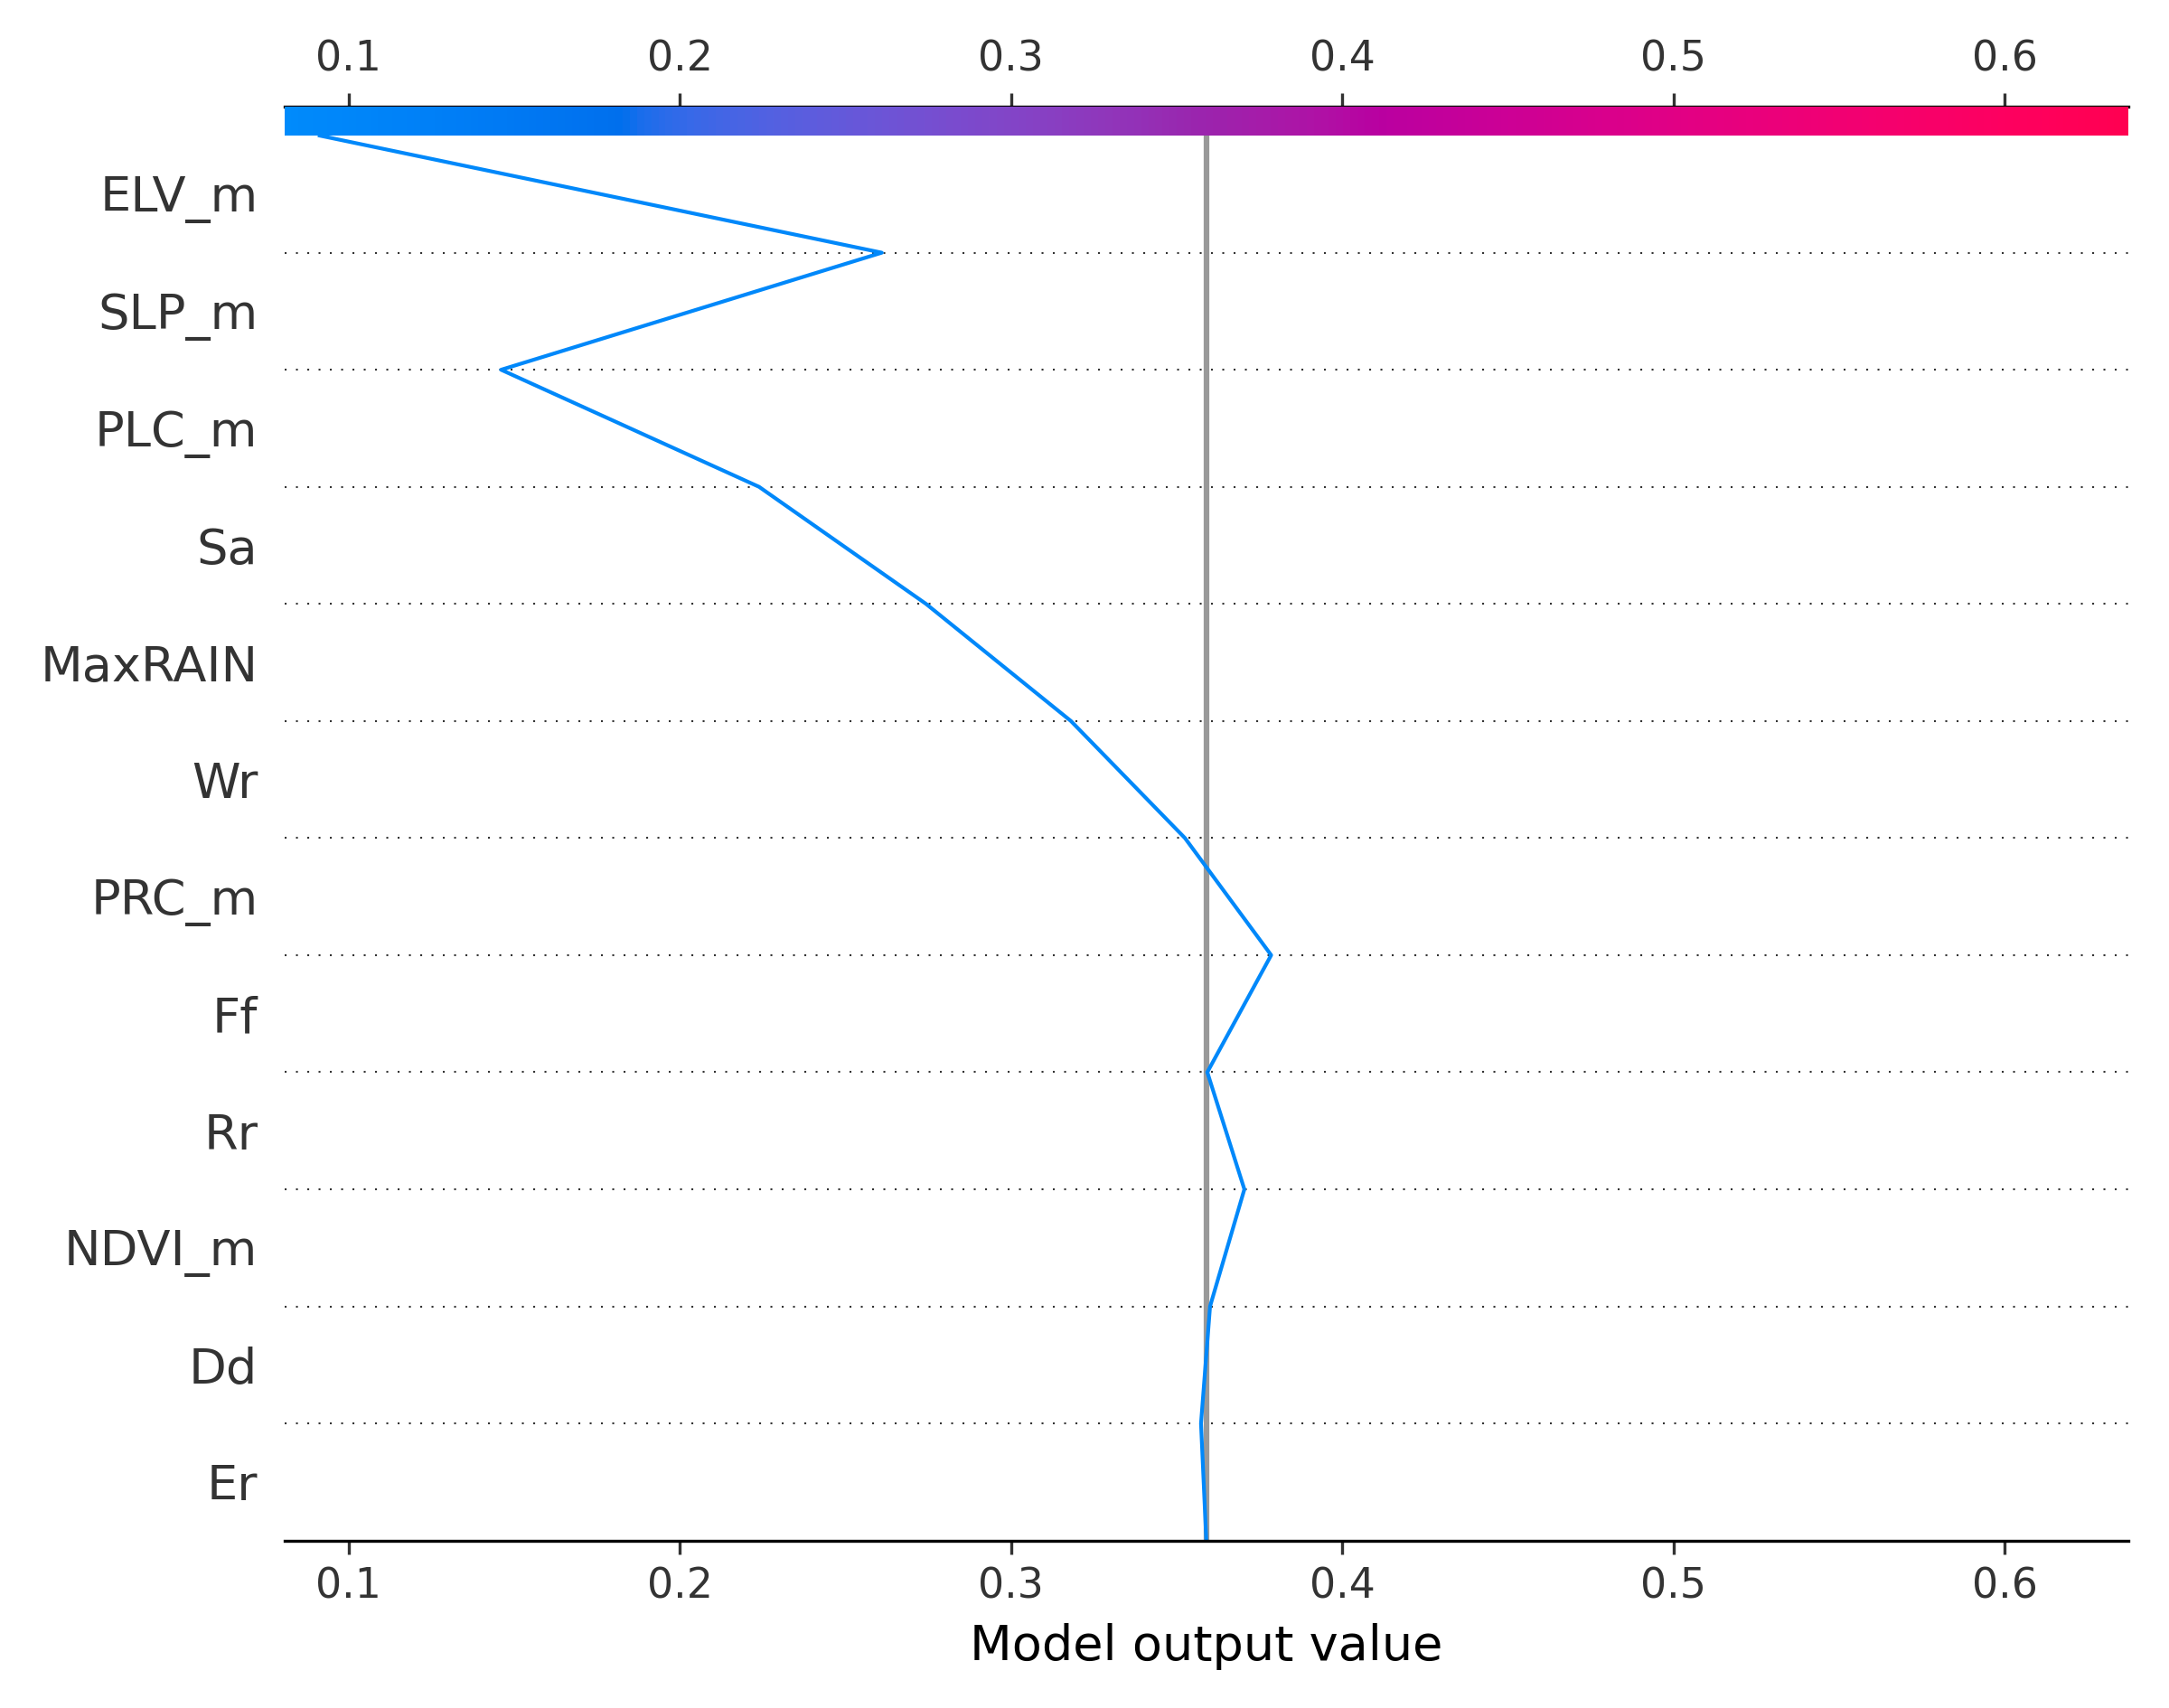 0.1 0.2 0.3 0.4 0.5 0.6
ELV_m
SLP_m
PLC_m
Sa
MaxRAIN
Wr
PRC_m
Ff
Rr
NDVI_m
Dd
Er
0.1 0.2 0.3 0.4 0.5 0.6
Model output value